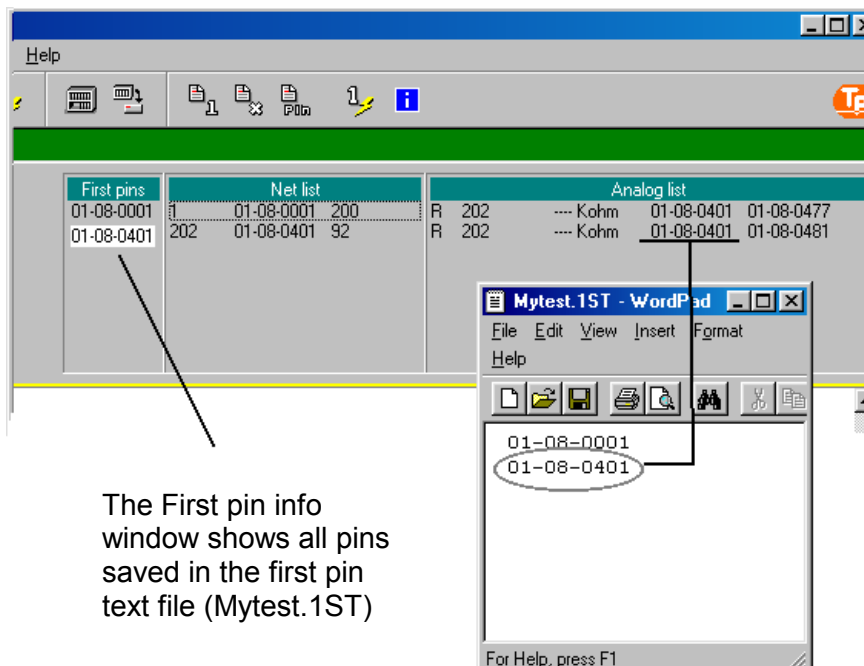 Help
1
PIn
1
i
First pins
01-08-0001
01-08-0401
Net list
1 01-08-0001 200
202 01-08-0401 92
Analog list
R 202 ---- Kohm 01-08-0401 01-08-0477
R 202 ---- Kohm 01-08-0401 01-08-0481
Mytest.1ST - WordPad
File Edit View Insert Format
Help
01-08-0001
01-08-0401
For Help, press F1
The First pin info
window shows all pins
saved in the first pin
text file (Mytest.1ST)